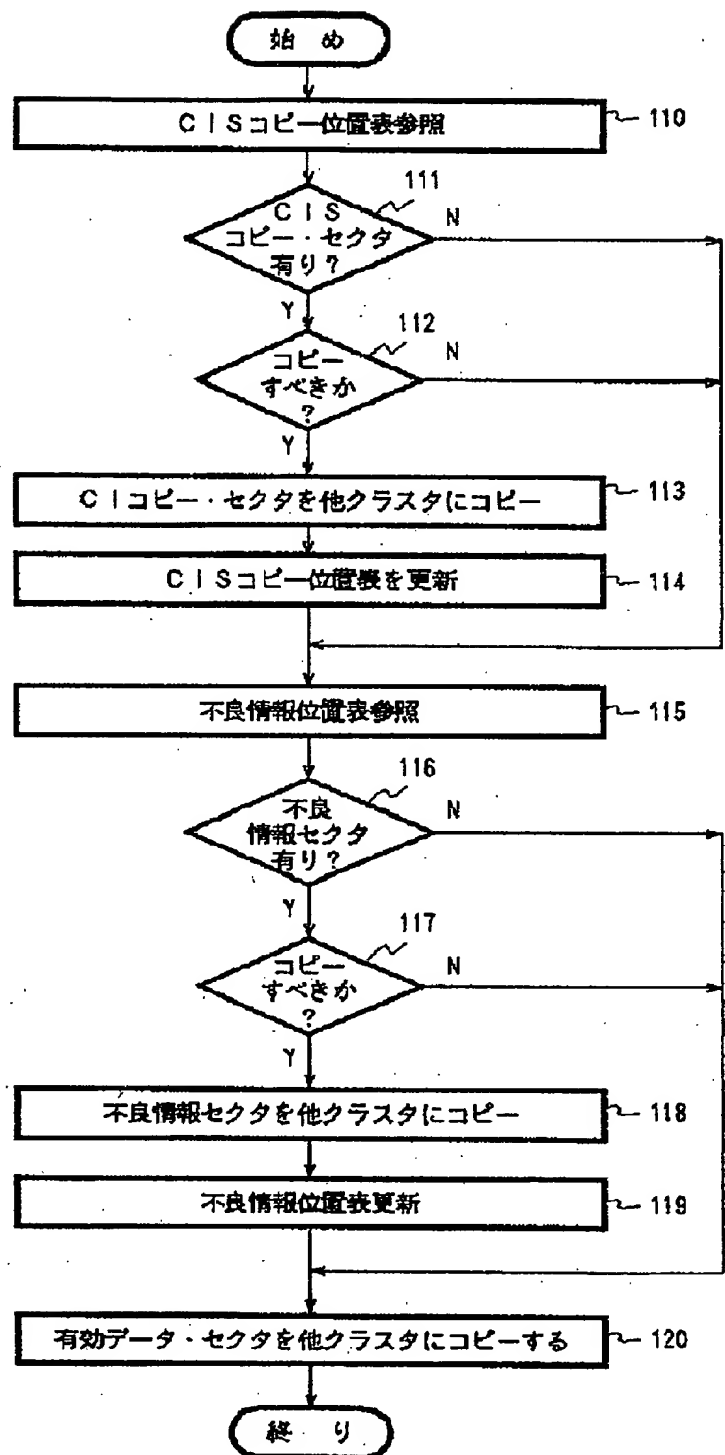 始 め
CISコピー位置表参照
110
111
CIS
コピー・セクタ
有り?
N
Y
112
コピー
すべきか
?
N
Y
CIコピー・セクタを他クラスタにコピー
113
CISコピー位置表を更新
114
不良情報位置表参照
115
116
不良
情報セクタ
有り?
N
Y
117
コピー
すべきか
?
N
Y
不良情報セクタを他クラスタにコピー
118
不良情報位置表更新
119
有効データ・セクタを他クラスタにコピーする
120
終 り